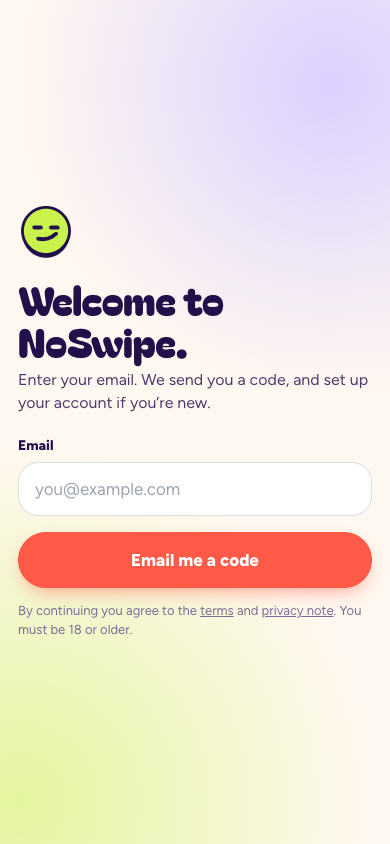 Welcome to
NoSwipe.
Enter your email. We send you a code, and set up
your account if you’re new.
Email
you@example.com
Email me a code
By continuing you agree to the terms and privacy note. You
must be 18 or older.